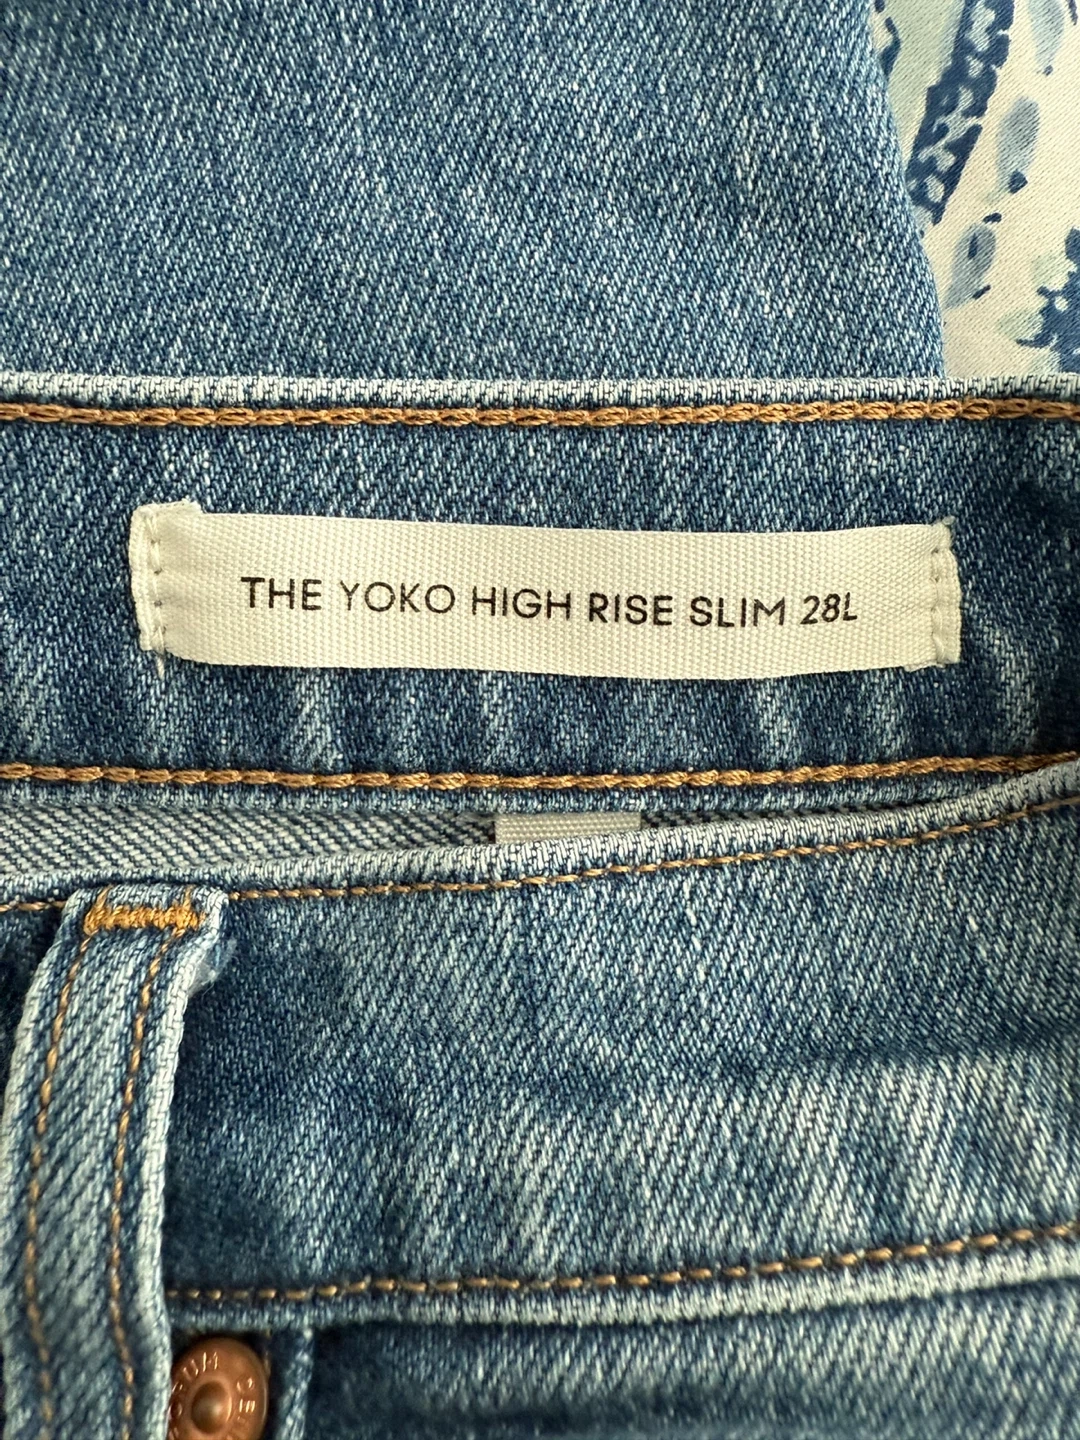 THE YOKO HIGH RISE SLIM 28L